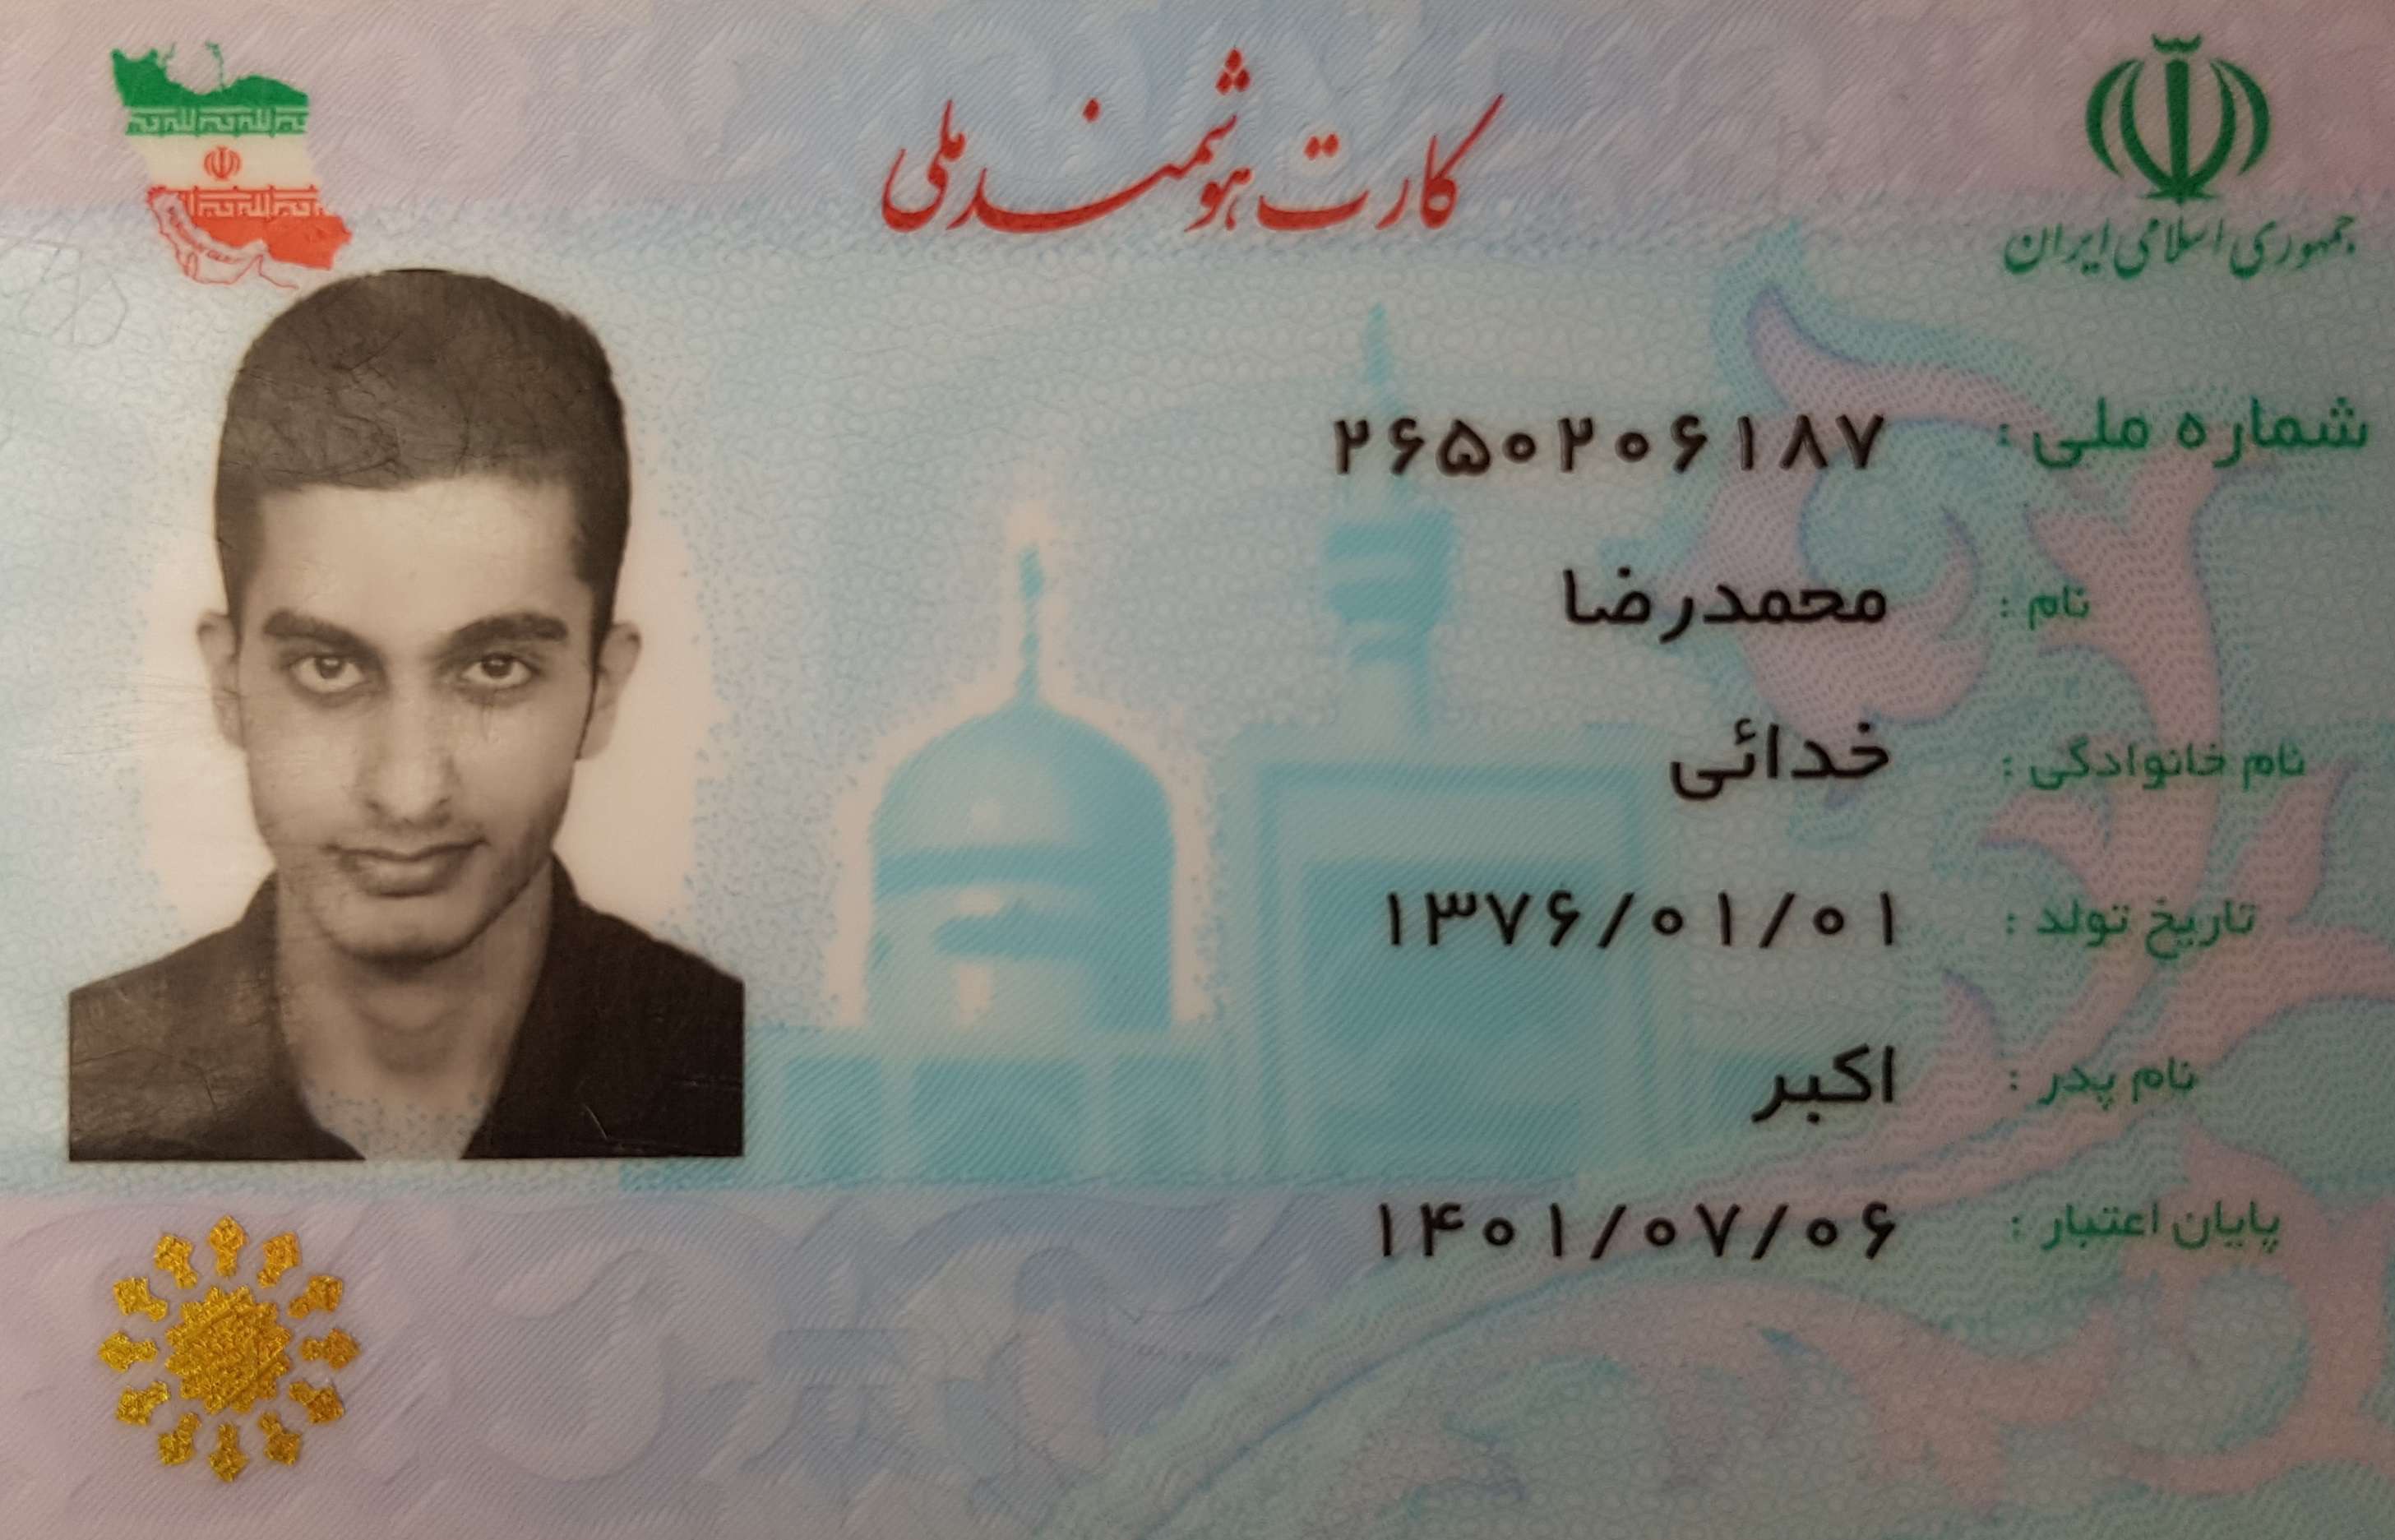 کارت هوشمند ملی
جمهوری اسلامی ایران
شماره ملی : ۲۶۵۰۲۰۶۱۸۷
نام : محمدرضا
نام خانوادگی : خدائی
تاریخ تولد : ۱۳۷۶/۰۱/۰۱
نام پدر : اکبر
پایان اعتبار : ۱۴۰۱/۰۷/۰۶